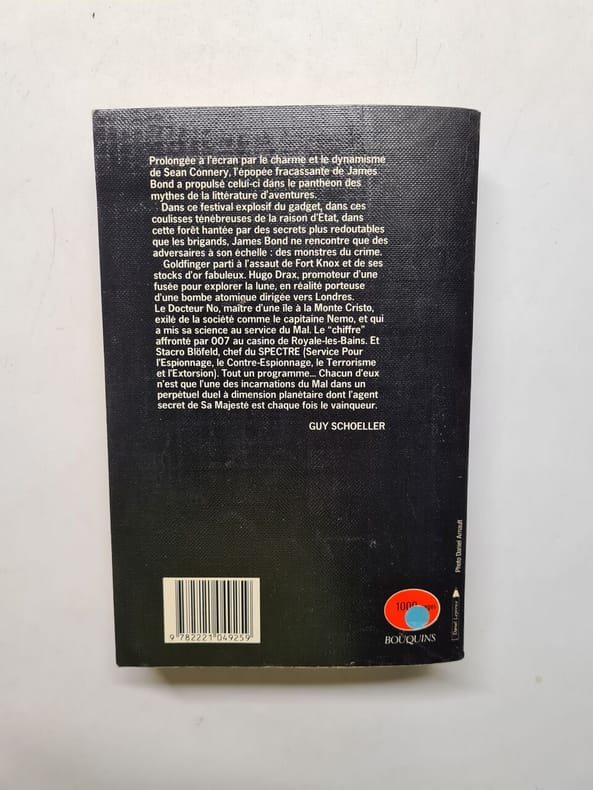 Prolongée à l'écran par le charme et le dynamisme
de Sean Connery, l'épopée fracassante de James
Bond a propulsé celui-ci dans le panthéon des
mythes de la littérature d'aventures.
Dans ce festival explosif du gadget, dans ces
coulisses ténébreuses de la raison d'Etat, dans
cette forêt hantée par des secrets plus redoutables
que les brigands, James Bond ne rencontre que des
adversaires à son échelle : des monstres du crime.
Goldfinger parti à l'assaut de Fort Knox et de ses
stocks d'or fabuleux. Hugo Drax, promoteur d'une
fusée pour explorer la lune, en réalité porteuse
d'une bombe atomique dirigée vers Londres.
Le Docteur No, maître d'une île à la Monte Cristo,
exilé de la société comme le capitaine Nemo, et qui
a mis sa science au service du Mal. Le "chiffre"
affronté par 007 au casino de Royale-les-Bains. Et
Stacro Blöfeld, chef du SPECTRE (Service Pour
l'Espionnage, le Contre-Espionnage, le Terrorisme
et l'Extorsion). Tout un programme... Chacun d'eux
n'est que l'une des incarnations du Mal dans un
perpétuel duel à dimension planétaire dont l'agent
secret de Sa Majesté est chaque fois le vainqueur.
GUY SCHOELLER
Photo Daniel Arnault
9 782221 049259
BOUQUINS